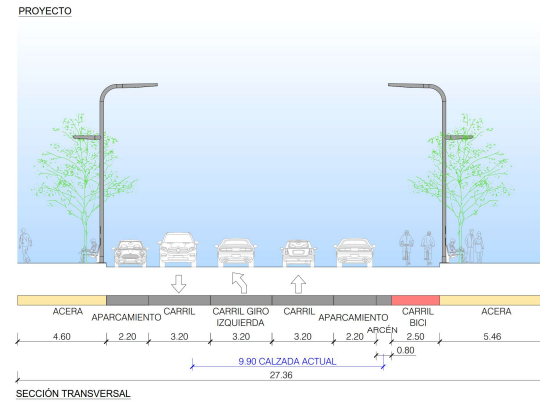 PROYECTO
ACERA
APARCAMIENTO
CARRIL
CARRIL GIRO
IZQUIERDA
CARRIL
APARCAMIENTO
ARCÉN
CARRIL
BICI
ACERA
4.60
2.20
3.20
3.20
3.20
2.20
0.80
2.50
5.46
9.90 CALZADA ACTUAL
27.36
SECCIÓN TRANSVERSAL